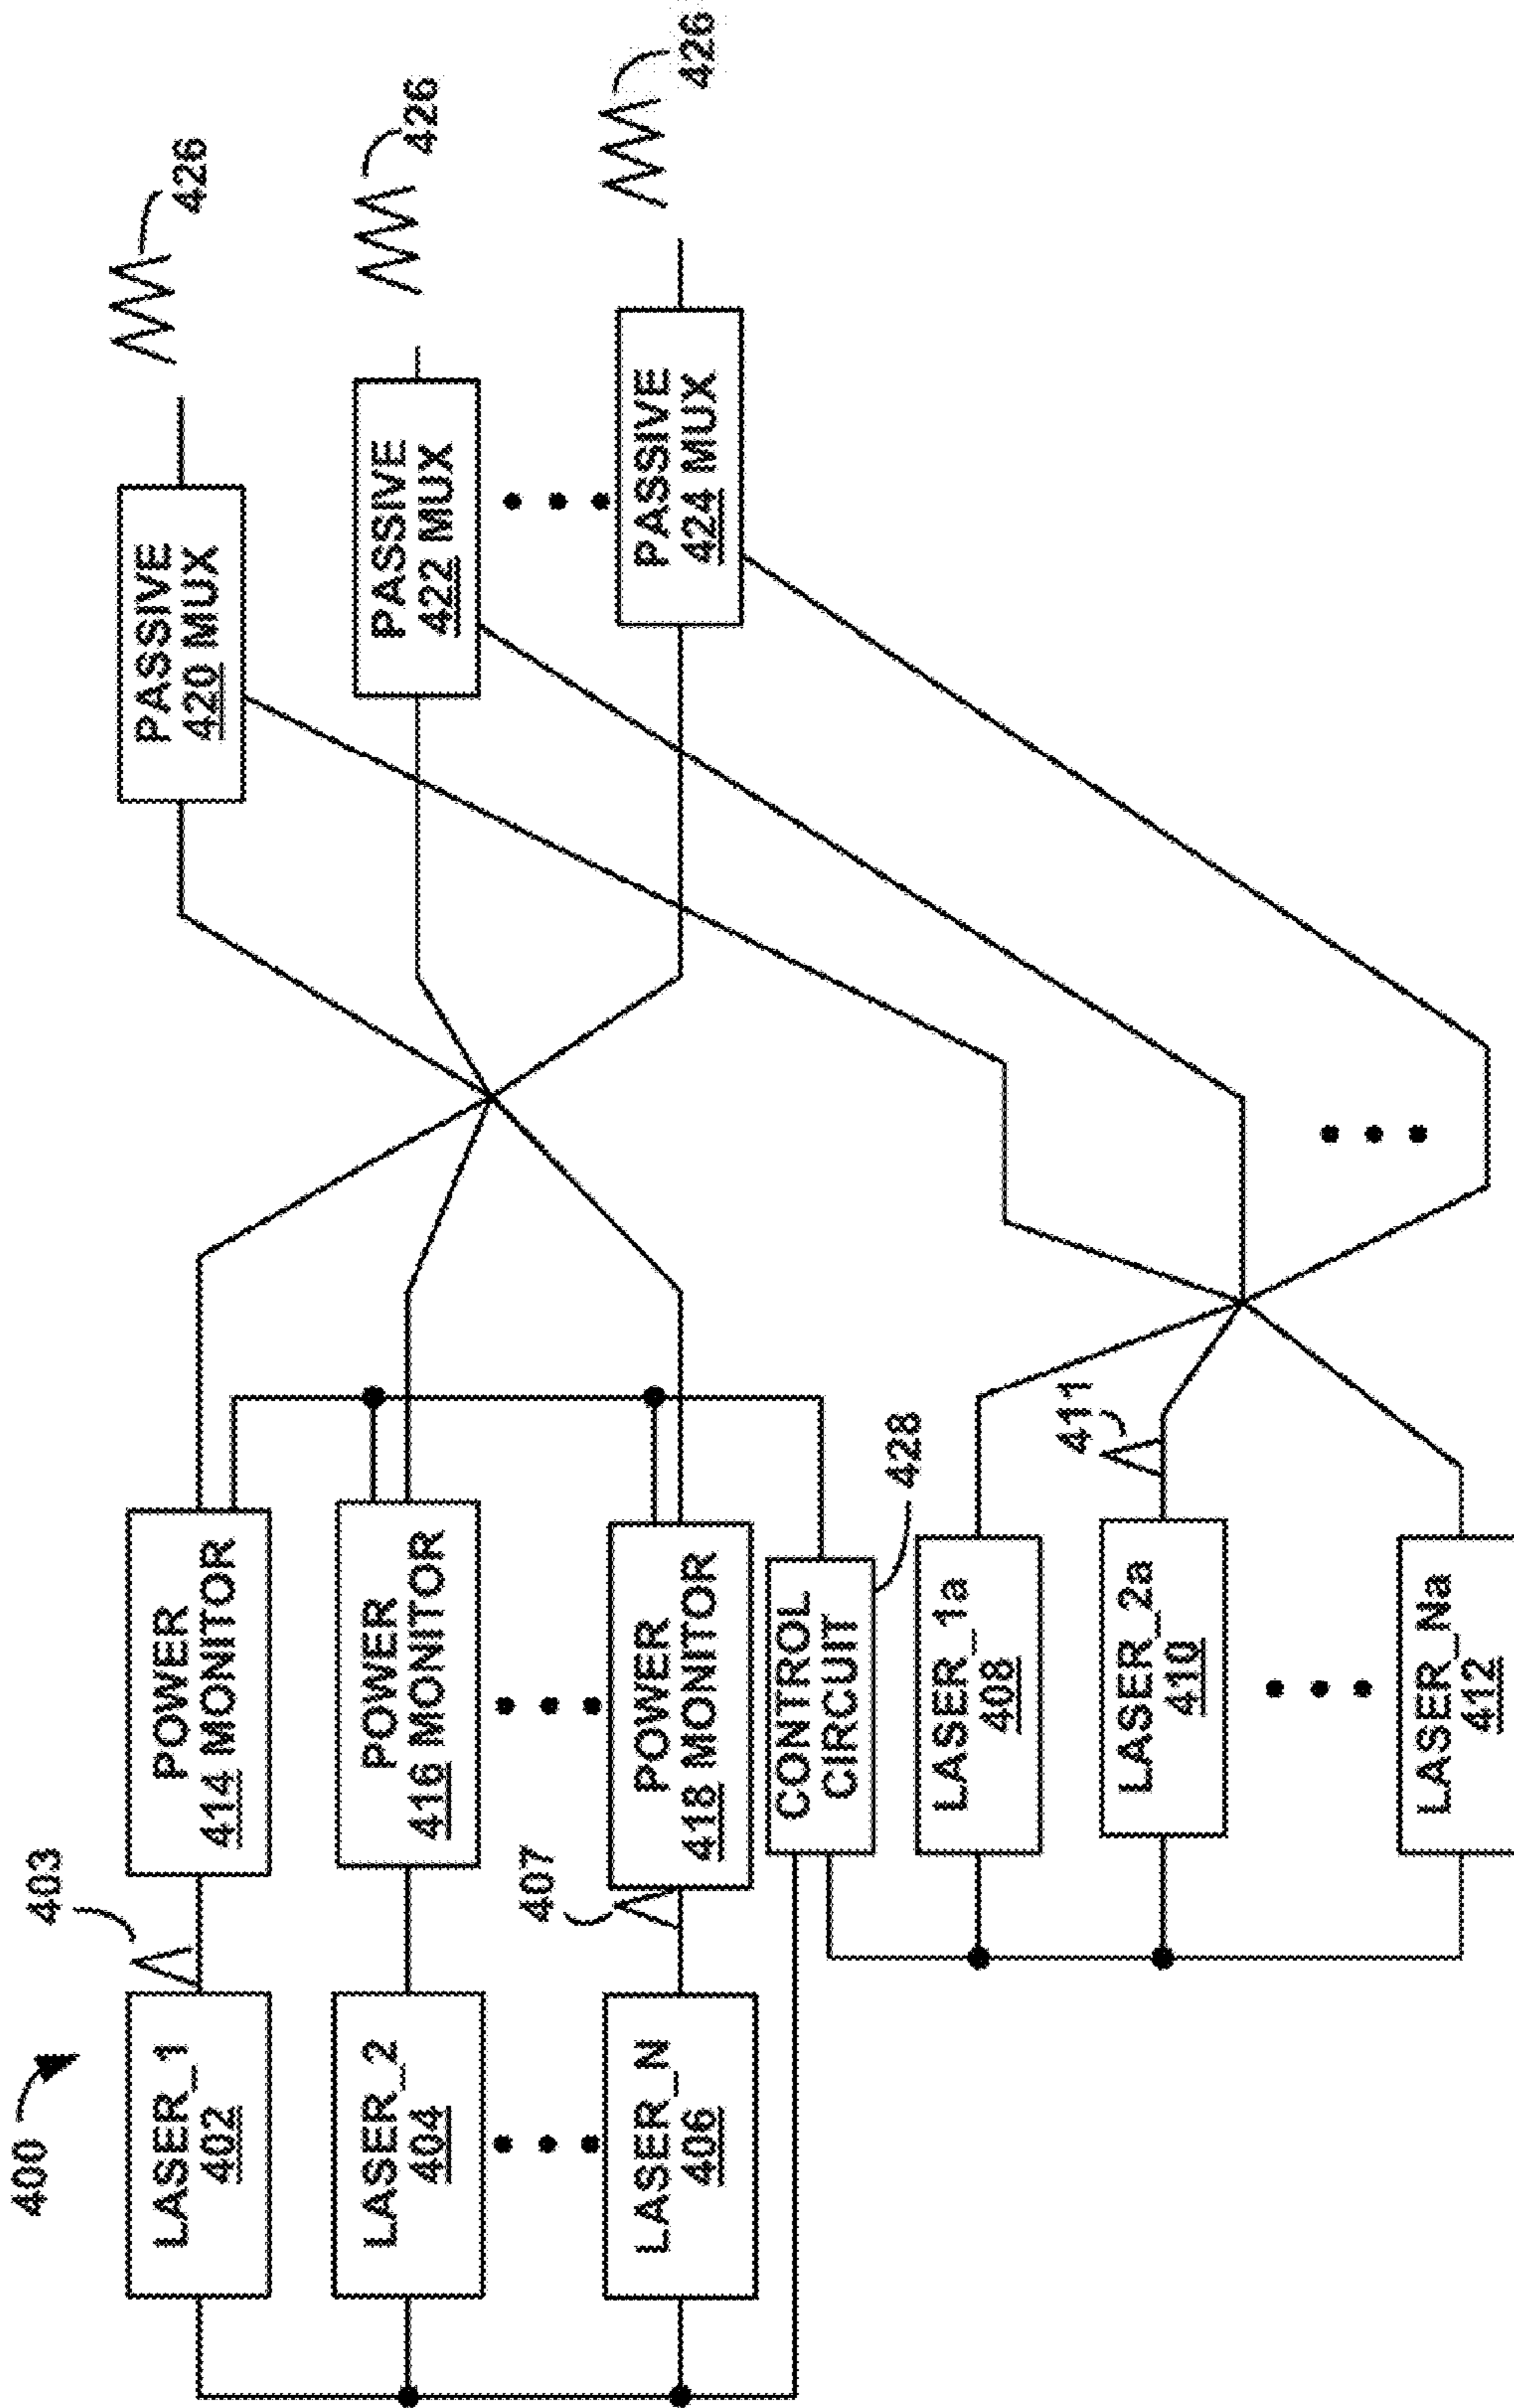 400
LASER_1
402
403
POWER
414 MONITOR
PASSIVE
420 MUX
426
LASER_2
404
POWER
416 MONITOR
PASSIVE
422 MUX
426
LASER_N
406
407
POWER
418 MONITOR
PASSIVE
424 MUX
426
CONTROL
CIRCUIT
428
LASER_1a
408
LASER_2a
410
411
LASER_Na
412